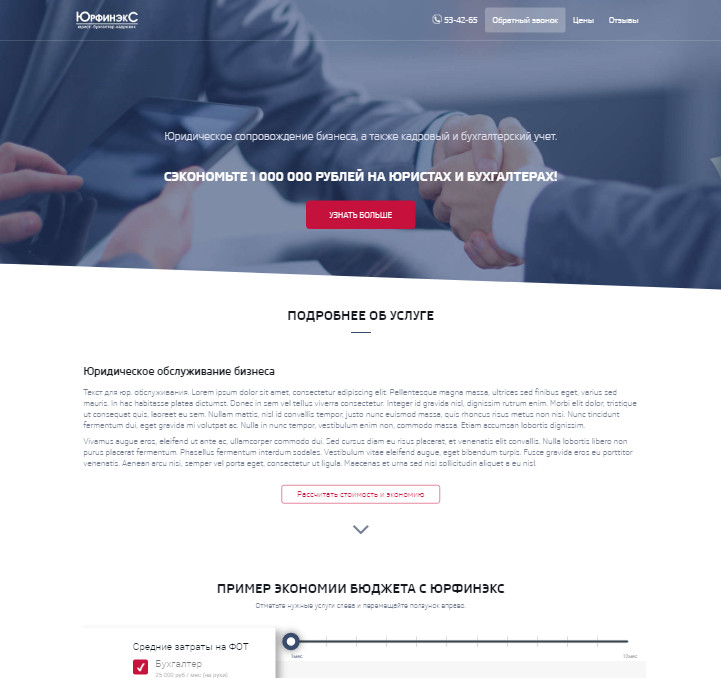 ЮРФИНЭКС
юрист бухгалтер кадровик
53-42-65 Обратный звонок Цены Отзывы
Юридическое сопровождение бизнеса, а также кадровый и бухгалтерский учет.
СЭКОНОМЬТЕ 1 000 000 РУБЛЕЙ НА ЮРИСТАХ И БУХГАЛТЕРАХ!
УЗНАТЬ БОЛЬШЕ
ПОДРОБНЕЕ ОБ УСЛУГЕ
Юридическое обслуживание бизнеса
Текст для юр. обслуживания. Lorem ipsum dolor sit amet, consectetur adipiscing elit. Pellentesque magna massa, ultrices sed finibus eget, varius sed
mauris. In hac habitasse platea dictumst. Donec in sem vel tellus viverra consectetur. Integer id gravida nisl, dignissim rutrum enim. Morbi elit dolor, tristique
ut consequat quis, laoreet eu sem. Nullam mattis, nisl id convallis tempor, justo nunc euismod massa, quis rhoncus risus metus non nisi. Nunc tincidunt
fermentum dui, eget gravida mi volutpat ac. Nulla in nunc tempor, vestibulum enim non, commodo massa. Etiam accumsan lobortis dignissim.
Vivamus augue eros, eleifend ut ante ac, ullamcorper commodo dui. Sed cursus diam eu risus placerat, et venenatis elit convallis. Nulla lobortis libero non
purus placerat fermentum. Phasellus fermentum interdum sodales. Vestibulum vitae eleifend augue, eget bibendum turpis. Fusce gravida eros eu porttitor
venenatis. Aenean arcu nisi, semper vel porta eget, consectetur ut ligula. Maecenas et urna sed nisi sollicitudin aliquet a eu nisl.
Рассчитать стоимость и экономию
ПРИМЕР ЭКОНОМИИ БЮДЖЕТА С ЮРФИНЭКС
Отметьте нужные услуги слева и перемещайте ползунок вправо.
Средние затраты на ФОТ
1мес 12мес
Бухгалтер
25 000 руб / мес (на руки)